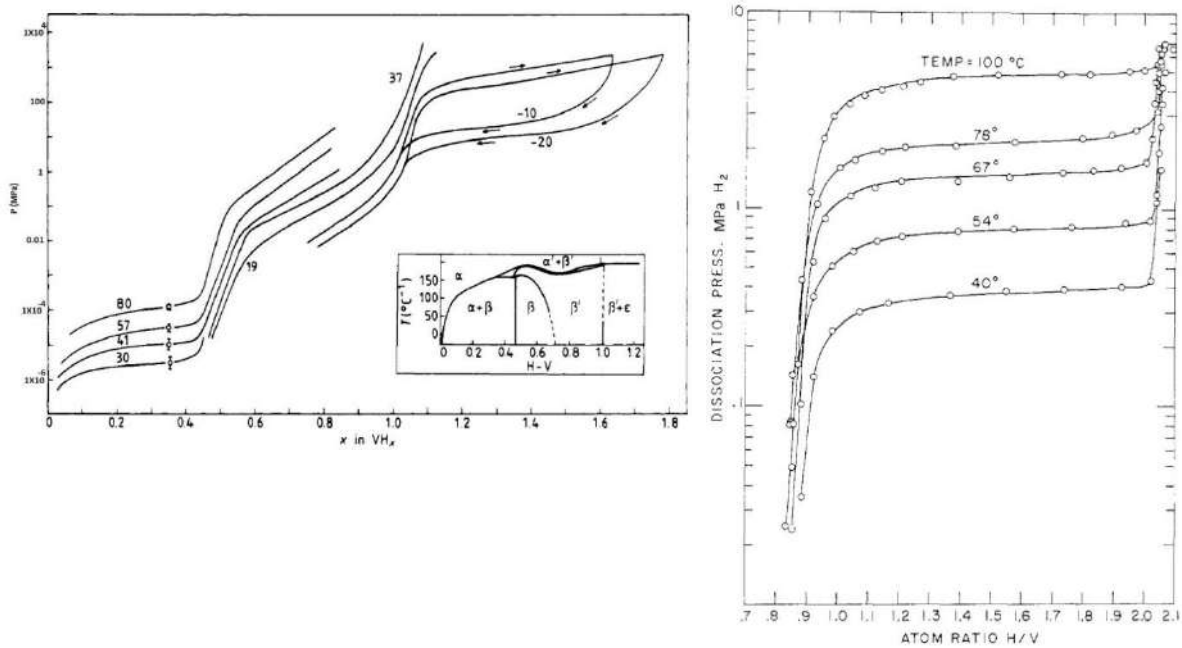 P (MPa)
1X10⁴
100
1
0.01
1X10⁻⁴
1X10⁻⁶
37
-10
-20
80
57
41
30
19
T (°C⁻¹)
150
100
50
0
α
α+β
β
α'+β'
β'
β'+ε
0.0 0.2 0.4 0.6 0.8 1.0 1.2
H-V
0 0.2 0.4 0.6 0.8 1.0 1.2 1.4 1.6 1.8
x in VHₓ
DISSOCIATION PRESS. MPa H₂
10
1
.1
TEMP = 100 °C
78°
67°
54°
40°
.7 .8 .9 1.0 1.1 1.2 1.3 1.4 1.5 1.6 1.7 1.8 1.9 2.0 2.1
ATOM RATIO H/V